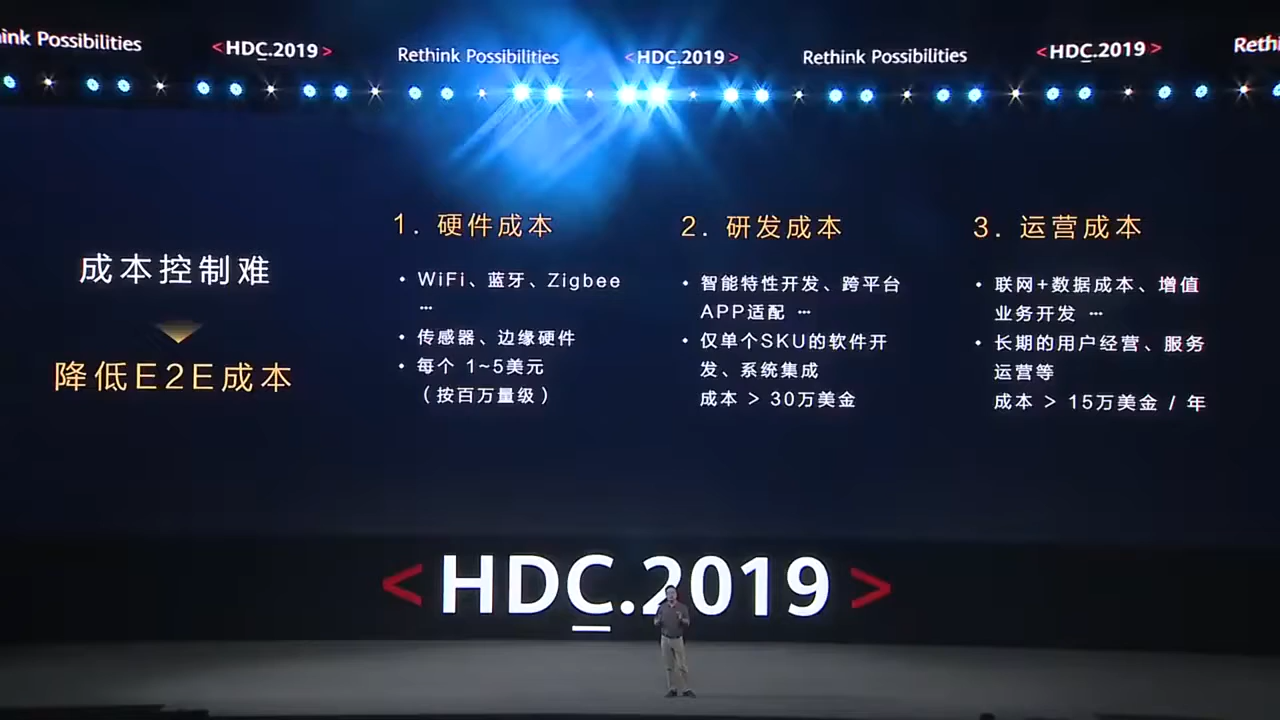 ink Possibilities
<HDC.2019>
Rethink Possibilities
<HDC.2019>
Rethink Possibilities
<HDC.2019>
Rethi
成本控制难
降低E2E成本
1. 硬件成本
• WiFi、蓝牙、Zigbee
…
• 传感器、边缘硬件
• 每个 1~5美元
（按百万量级）
2. 研发成本
• 智能特性开发、跨平台
APP适配 …
• 仅单个SKU的软件开
发、系统集成
成本 > 30万美金
3. 运营成本
• 联网+数据成本、增值
业务开发 …
• 长期的用户经营、服务
运营等
成本 > 15万美金 / 年
<HDC.2019>